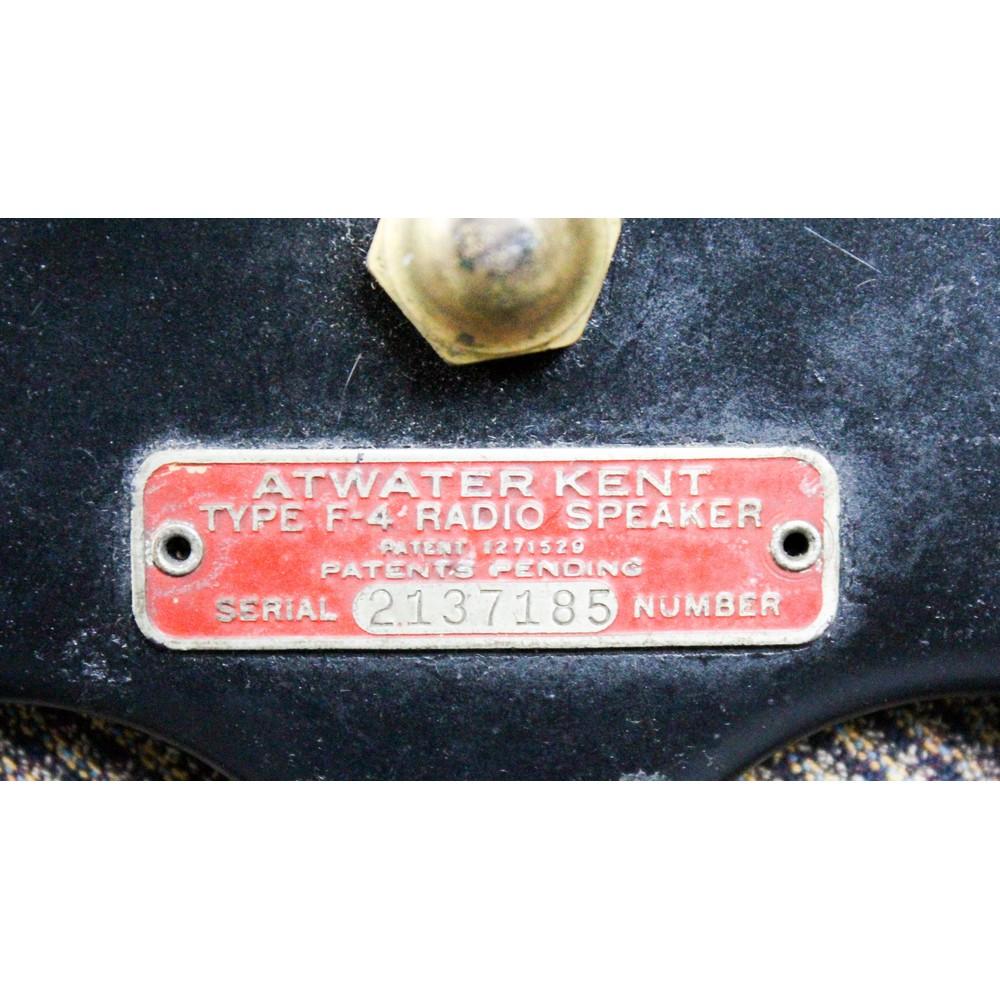 ATWATER KENT
TYPE F-4 RADIO SPEAKER
PATENT 1271529
PATENTS PENDING
SERIAL 2137185 NUMBER